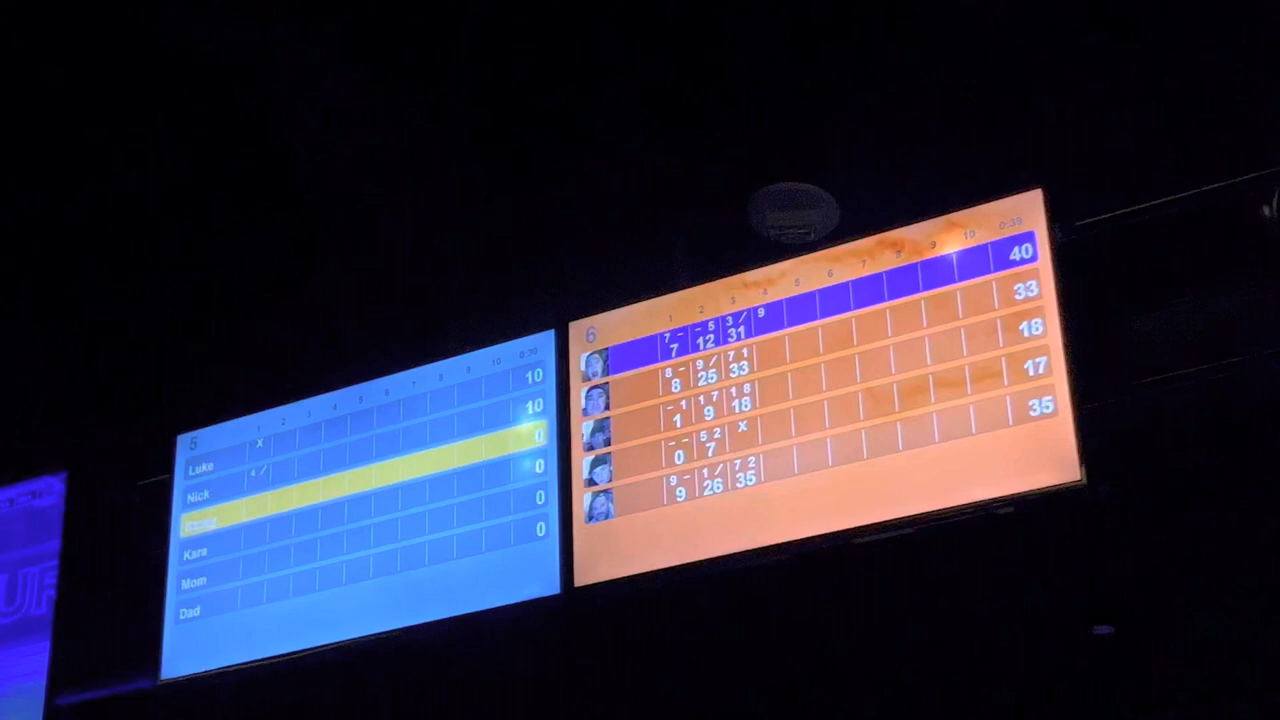 5 1 2 3 4 5 6 7 8 9 10 0:39
Luke X 10
Nick 4 / 10
0
Kara 0
Mom 0
Dad 0
6 1 2 3 4 5 6 7 8 9 10 0:39
7 - - 5 3 / 9
7 12 31 40
8 - 9 / 7 1
8 25 33 33
- 1 1 7 1 8
1 9 18 18
- - 5 2 X
0 7 17
9 - 1 / 7 2
9 26 35 35
UR